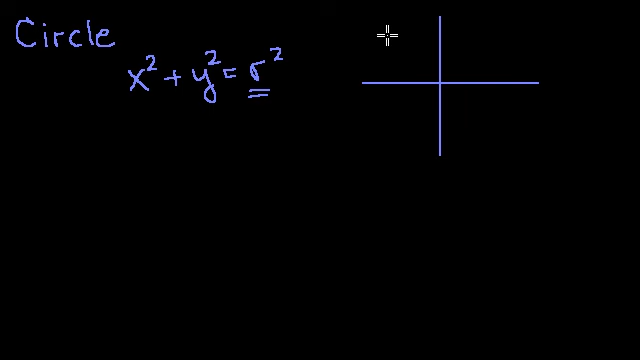 Circle
x² + y² = r²